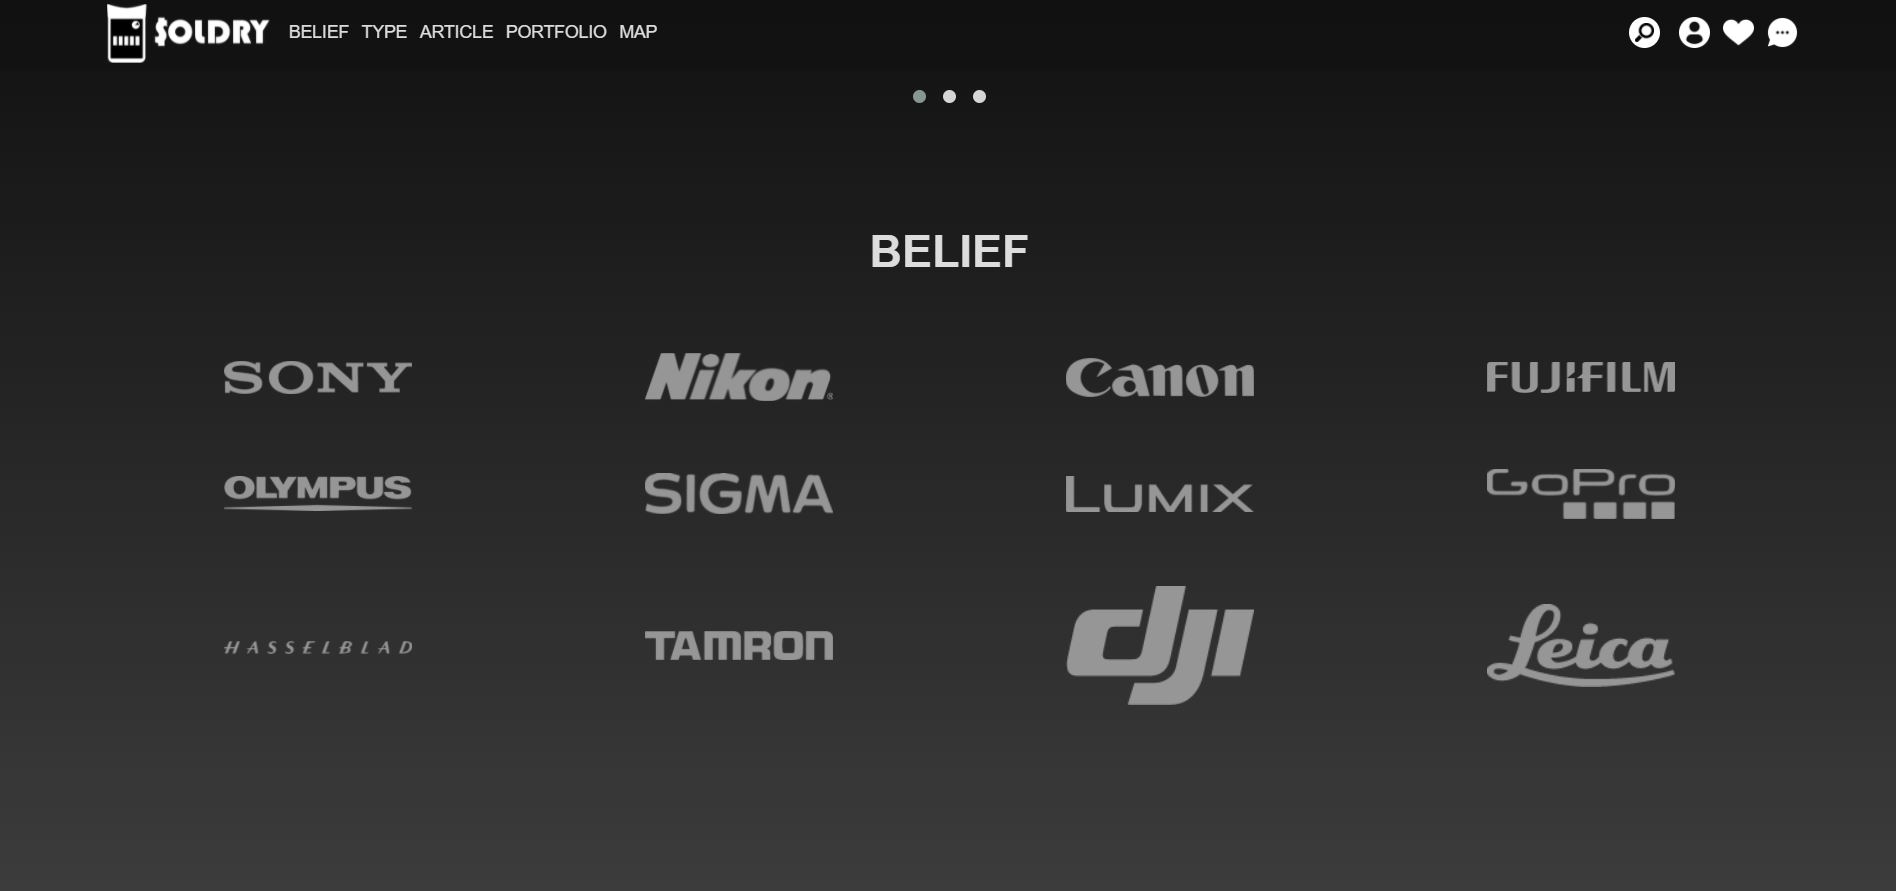 SOLDRY BELIEF TYPE ARTICLE PORTFOLIO MAP
BELIEF
SONY Nikon® Canon FUJIFILM
OLYMPUS SIGMA LUMIX GoPro
HASSELBLAD TAMRON dji Leica